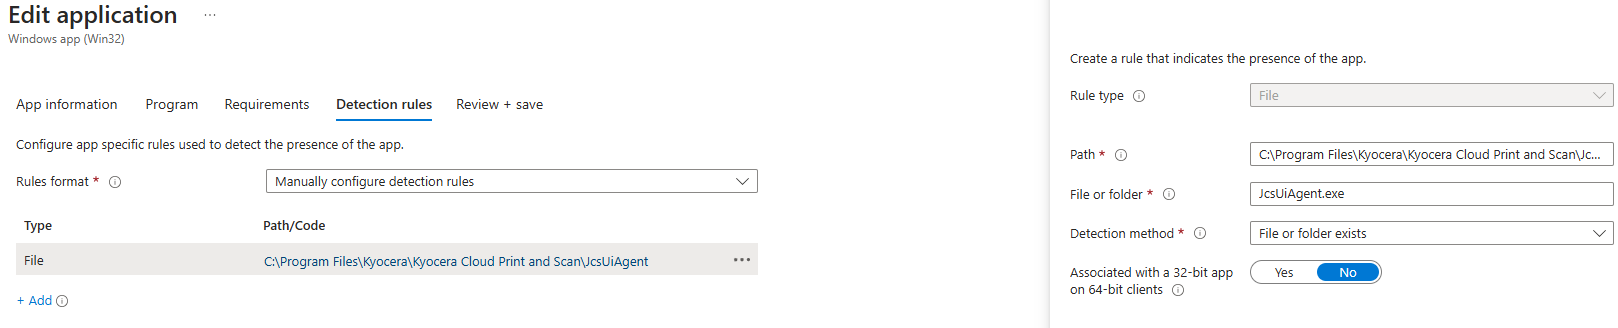 Edit application ...
Windows app (Win32)
App information Program Requirements Detection rules Review + save
Configure app specific rules used to detect the presence of the app.
Rules format * Manually configure detection rules
Type Path/Code
File C:\Program Files\Kyocera\Kyocera Cloud Print and Scan\JcsUiAgent ...
+ Add
Create a rule that indicates the presence of the app.
Rule type File
Path * C:\Program Files\Kyocera\Kyocera Cloud Print and Scan\Jc...
File or folder * JcsUiAgent.exe
Detection method * File or folder exists
Associated with a 32-bit app
on 64-bit clients
Yes No